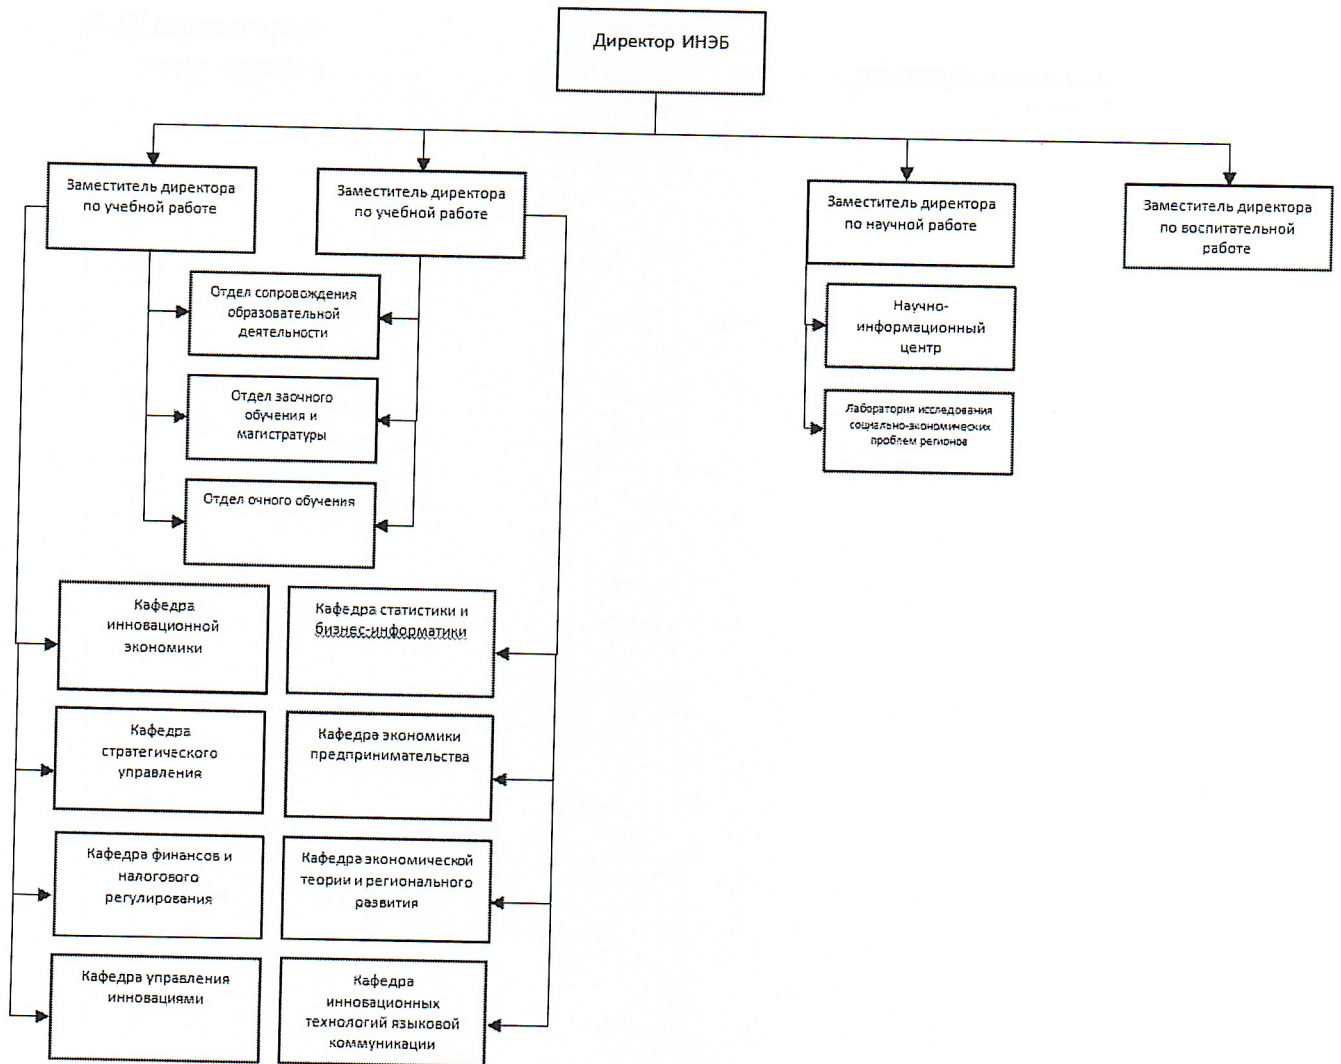 Директор ИНЭБ
Заместитель директора
по учебной работе
Заместитель директора
по учебной работе
Заместитель директора
по научной работе
Заместитель директора
по воспитательной
работе
Отдел сопровождения
образовательной
деятельности
Отдел заочного
обучения и
магистратуры
Отдел очного обучения
Научно-
информационный
центр
Лаборатория исследования
социально-экономических
проблем регионов
Кафедра
инновационной
экономики
Кафедра статистики и
бизнес-информатики
Кафедра
стратегического
управления
Кафедра экономики
предпринимательства
Кафедра финансов и
налогового
регулирования
Кафедра экономической
теории и регионального
развития
Кафедра управления
инновациями
Кафедра
инновационных
технологий языковой
коммуникации